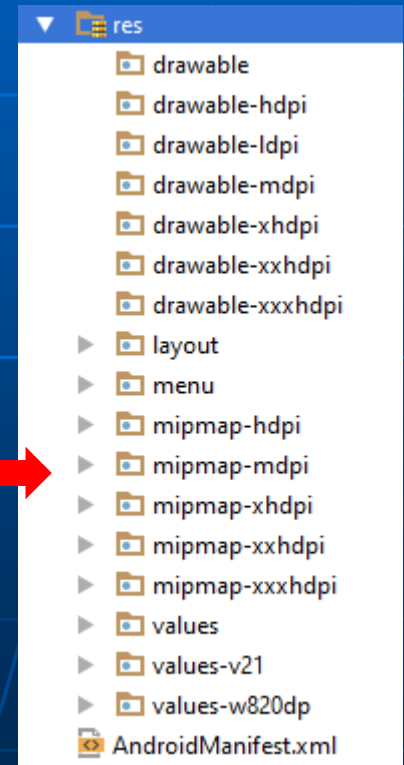 res
drawable
drawable-hdpi
drawable-ldpi
drawable-mdpi
drawable-xhdpi
drawable-xxhdpi
drawable-xxxhdpi
layout
menu
mipmap-hdpi
mipmap-mdpi
mipmap-xhdpi
mipmap-xxhdpi
mipmap-xxxhdpi
values
values-v21
values-w820dp
AndroidManifest.xml